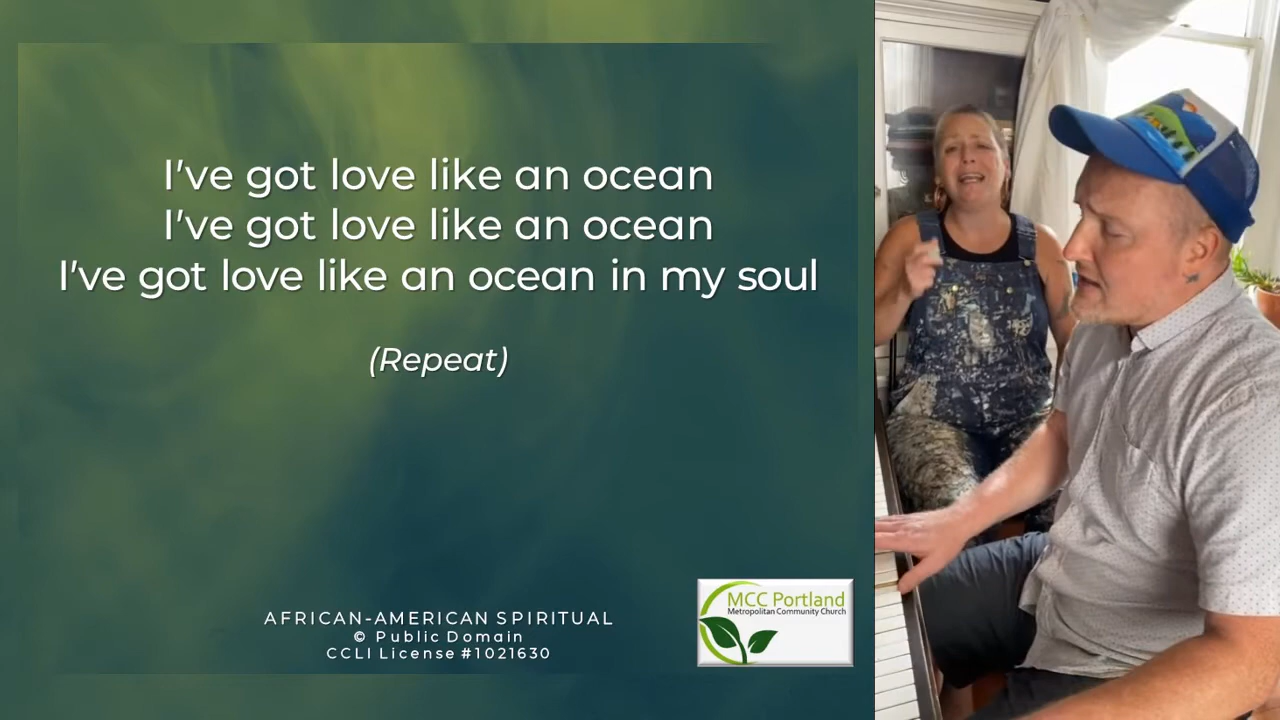 I've got love like an ocean
I've got love like an ocean
I've got love like an ocean in my soul
(Repeat)
AFRICAN-AMERICAN SPIRITUAL
© Public Domain
CCLI License #1021630
MCC Portland
Metropolitan Community Church